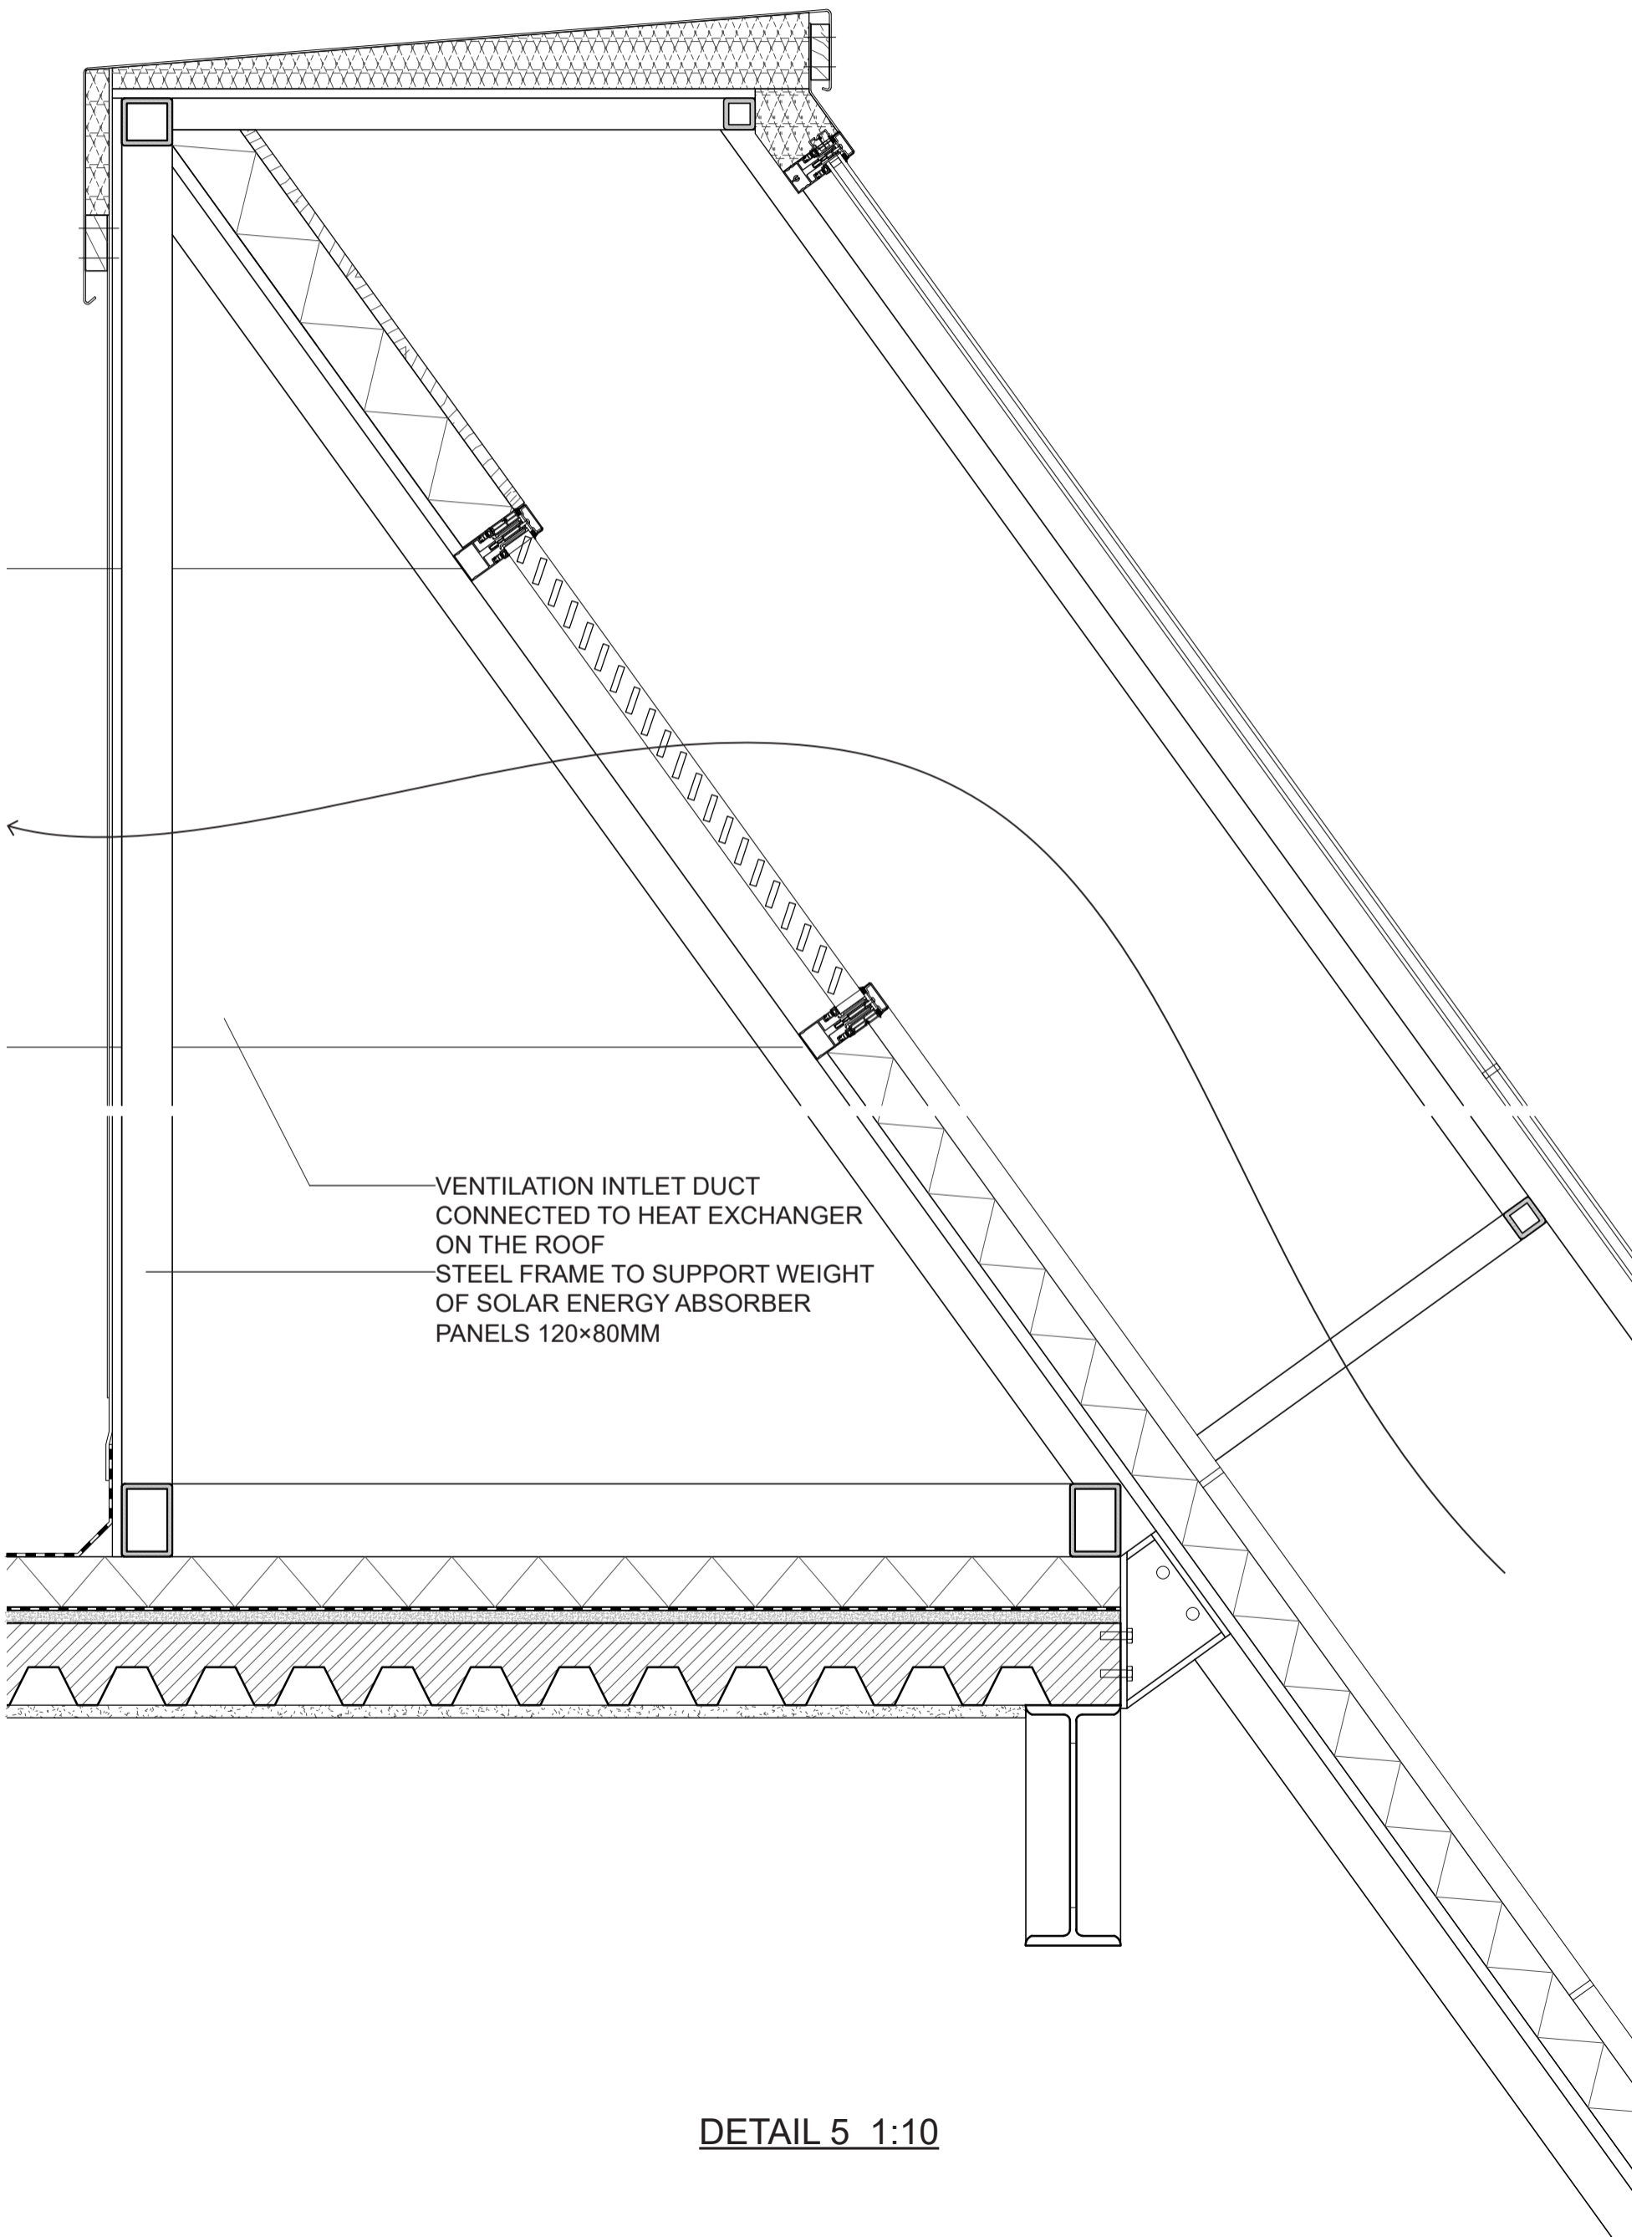 VENTILATION INTLET DUCT
CONNECTED TO HEAT EXCHANGER
ON THE ROOF
STEEL FRAME TO SUPPORT WEIGHT
OF SOLAR ENERGY ABSORBER
PANELS 120×80MM
DETAIL 5 1:10